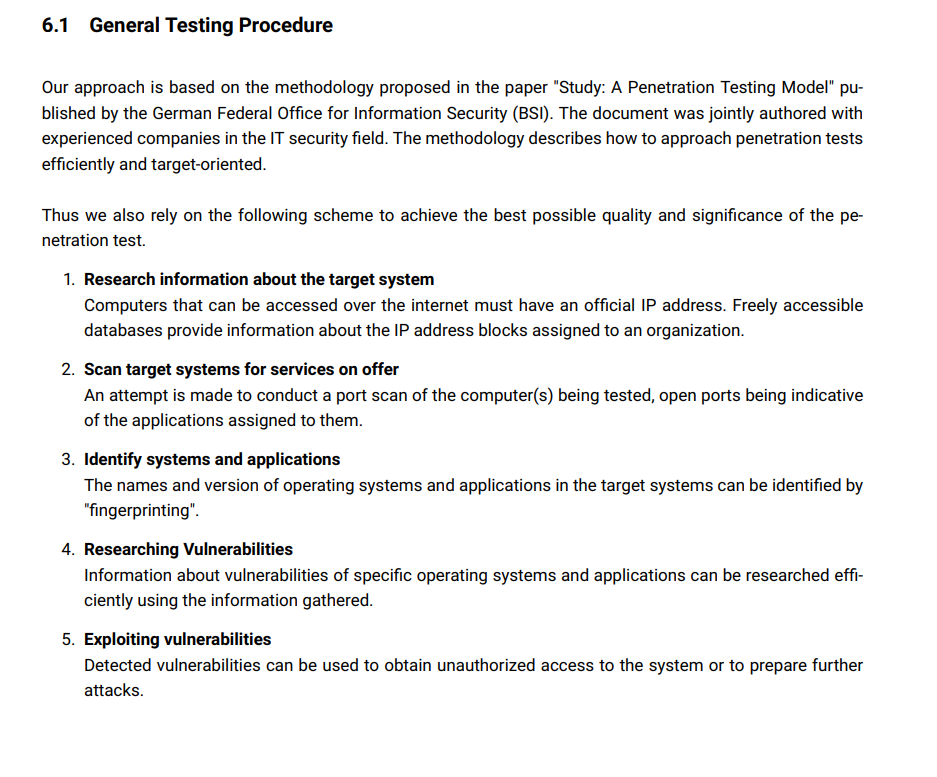 6.1 General Testing Procedure
Our approach is based on the methodology proposed in the paper "Study: A Penetration Testing Model" pu-
blished by the German Federal Office for Information Security (BSI). The document was jointly authored with
experienced companies in the IT security field. The methodology describes how to approach penetration tests
efficiently and target-oriented.
Thus we also rely on the following scheme to achieve the best possible quality and significance of the pe-
netration test.
1. Research information about the target system
Computers that can be accessed over the internet must have an official IP address. Freely accessible
databases provide information about the IP address blocks assigned to an organization.
2. Scan target systems for services on offer
An attempt is made to conduct a port scan of the computer(s) being tested, open ports being indicative
of the applications assigned to them.
3. Identify systems and applications
The names and version of operating systems and applications in the target systems can be identified by
"fingerprinting".
4. Researching Vulnerabilities
Information about vulnerabilities of specific operating systems and applications can be researched effi-
ciently using the information gathered.
5. Exploiting vulnerabilities
Detected vulnerabilities can be used to obtain unauthorized access to the system or to prepare further
attacks.